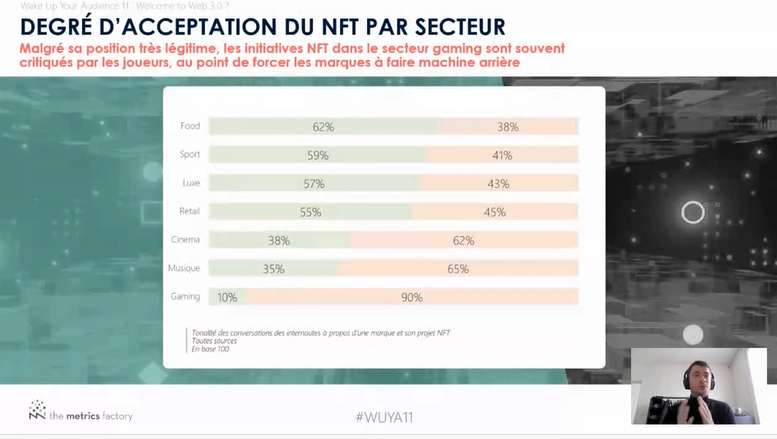 Wake Up Your Audience 11 : Welcome to Web 3.0 ?
DEGRÉ D'ACCEPTATION DU NFT PAR SECTEUR
Malgré sa position très légitime, les initiatives NFT dans le secteur gaming sont souvent
critiqués par les joueurs, au point de forcer les marques à faire machine arrière
Food 62% 38%
Sport 59% 41%
Luxe 57% 43%
Retail 55% 45%
Cinema 38% 62%
Musique 35% 65%
Gaming 10% 90%
Tonalité des conversations des internautes à propos d'une marque et son projet NFT
Toutes sources
En base 100
the metrics factory
#WUYA11